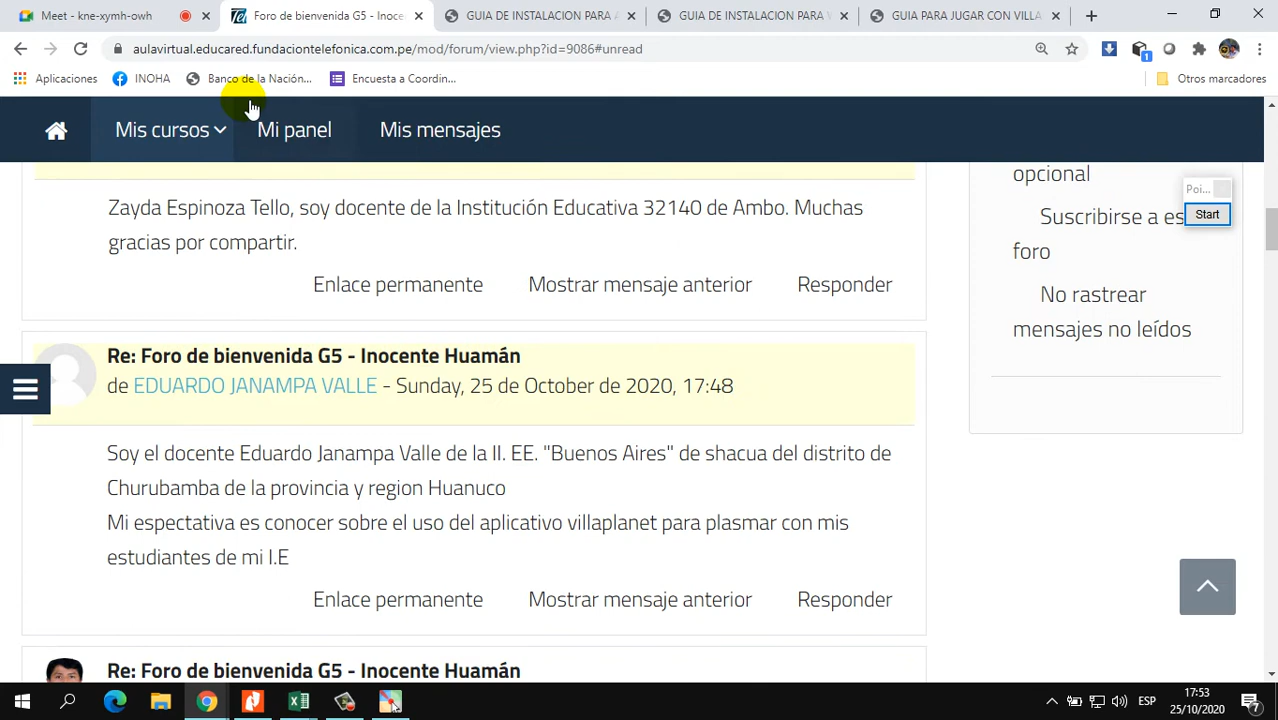 Meet - kne-xymh-owh
Foro de bienvenida G5 - Inoce
GUIA DE INSTALACION PARA A
GUIA DE INSTALACION PARA V
GUIA PARA JUGAR CON VILLA
aulavirtual.educared.fundaciontelefonica.com.pe/mod/forum/view.php?id=9086#unread
Aplicaciones
INOHA
Banco de la Nación...
Encuesta a Coordin...
Otros marcadores
Mis cursos
Mi panel
Mis mensajes
Zayda Espinoza Tello, soy docente de la Institución Educativa 32140 de Ambo. Muchas
gracias por compartir.
Enlace permanente
Mostrar mensaje anterior
Responder
Re: Foro de bienvenida G5 - Inocente Huamán
de EDUARDO JANAMPA VALLE - Sunday, 25 de October de 2020, 17:48
Soy el docente Eduardo Janampa Valle de la II. EE. "Buenos Aires" de shacua del distrito de
Churubamba de la provincia y region Huanuco
Mi espectativa es conocer sobre el uso del aplicativo villaplanet para plasmar con mis
estudiantes de mi I.E
Enlace permanente
Mostrar mensaje anterior
Responder
Re: Foro de bienvenida G5 - Inocente Huamán
opcional
Suscribirse a es
foro
No rastrear
mensajes no leídos
Poi...
Start
1
ESP
17:53
25/10/2020
7